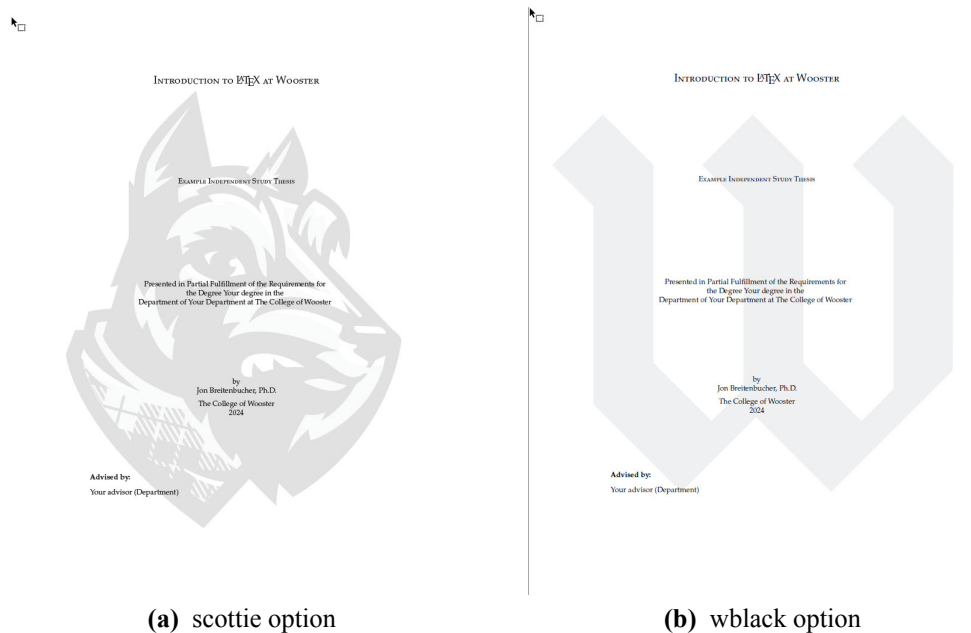 INTRODUCTION TO LATEX AT WOOSTER
EXAMPLE INDEPENDENT STUDY THESIS
Presented in Partial Fulfillment of the Requirements for
the Degree Your degree in the
Department of Your Department at The College of Wooster
by
Jon Breitenbucher, Ph.D.
The College of Wooster
2024
Advised by:
Your advisor (Department)
(a) scottie option
INTRODUCTION TO LATEX AT WOOSTER
EXAMPLE INDEPENDENT STUDY THESIS
Presented in Partial Fulfillment of the Requirements for
the Degree Your degree in the
Department of Your Department at The College of Wooster
by
Jon Breitenbucher, Ph.D.
The College of Wooster
2024
Advised by:
Your advisor (Department)
(b) wblack option